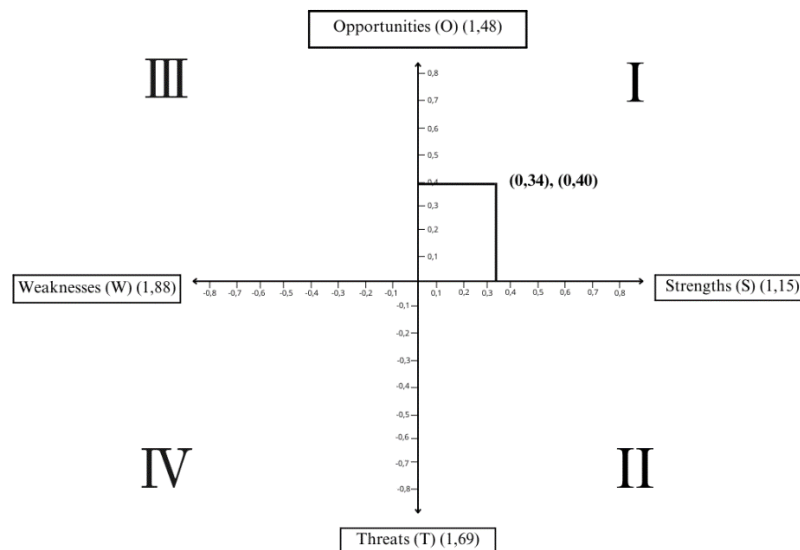 Opportunities (O) (1,48)
III
I
0,8
0,7
0,6
0,5
0,4
(0,34), (0,40)
0,3
0,2
0,1
Weaknesses (W) (1,88)
Strengths (S) (1,15)
-0,8 -0,7 -0,6 -0,5 -0,4 -0,3 -0,2 -0,1 0,1 0,2 0,3 0,4 0,5 0,6 0,7 0,8
-0,1
-0,2
-0,3
-0,4
-0,5
-0,6
-0,7
-0,8
IV
II
Threats (T) (1,69)